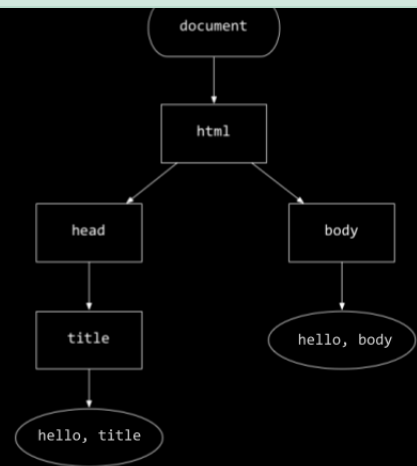 document
html
head
body
title
hello, body
hello, title